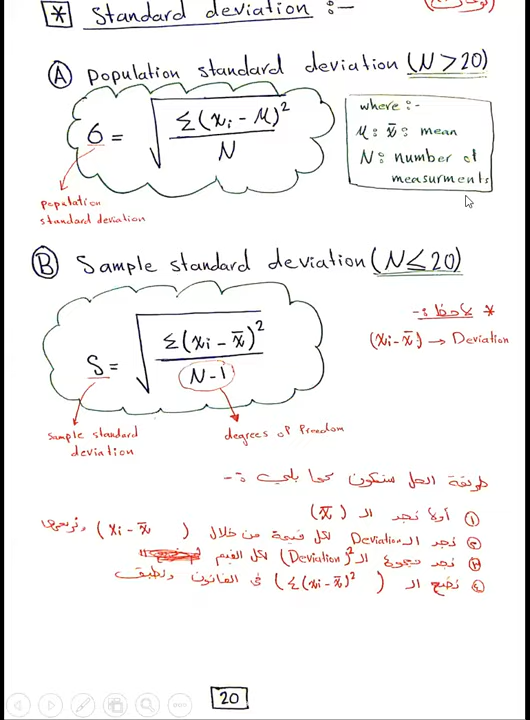 * Standard deviation :-
(A) Population standard deviation (N > 20)
σ = √(Σ(xi - μ)² / N)
where :-
μ : x̄ : mean
N : number of
measurments
population
standard deviation
(B) Sample standard deviation (N ≤ 20)
S = √(Σ(xi - x̄)² / N-1)
* لاحظ :-
(xi - x̄) → Deviation
sample standard
deviation
degrees of freedom
طريقة الحل ستكون كما يلي :-
① أولا نجد الـ (x̄)
② نجد الـ Deviation لكل قيمة من خلال (xi - x̄) ونربعها
③ نجد مجموع الـ (Deviation)² لكل القيم
④ نضع الـ (Σ(xi - x̄)²) في القانون ونطبق
20